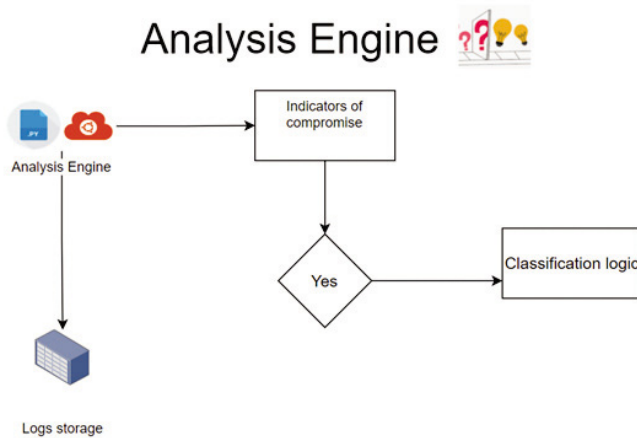 Analysis Engine
Indicators of
compromise
.PY
Analysis Engine
Yes
Classification logic
Logs storage